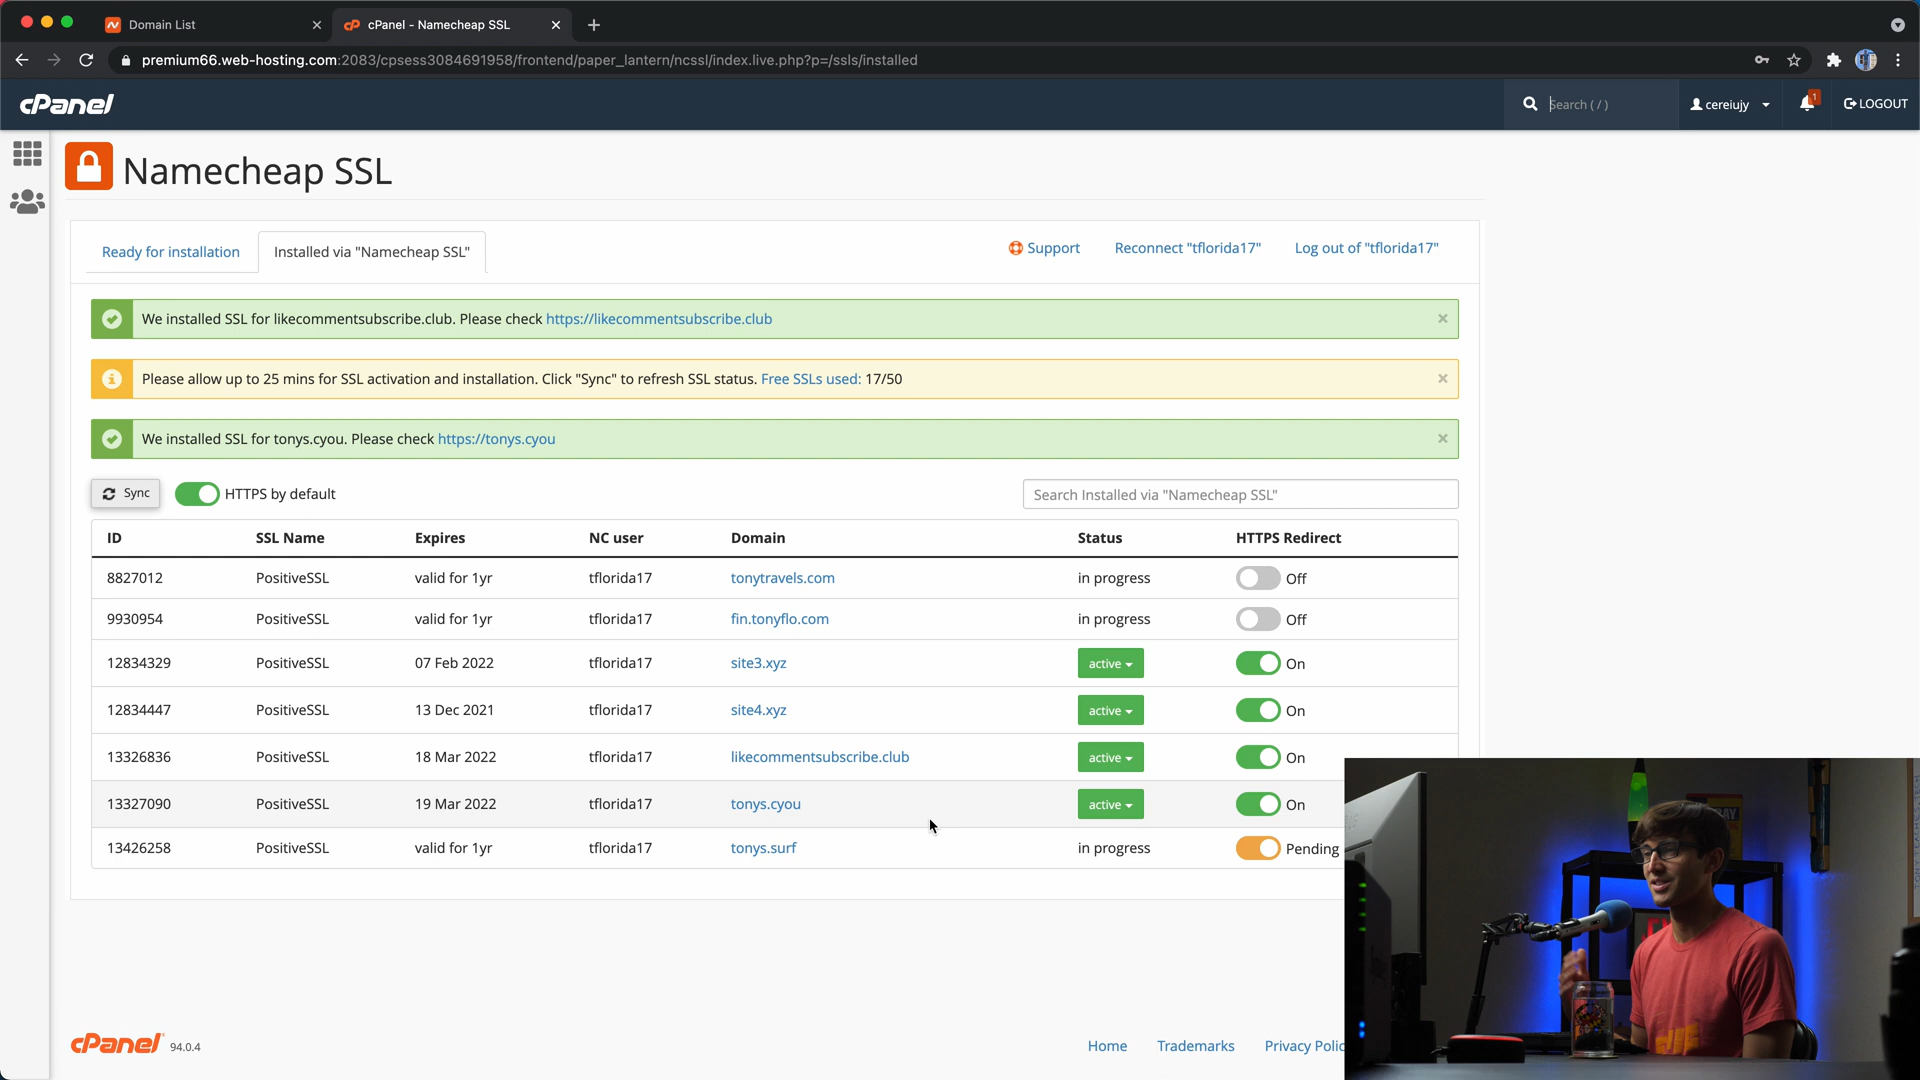 Domain List
cPanel - Namecheap SSL
premium66.web-hosting.com:2083/cpsess3084691958/frontend/paper_lantern/ncssl/index.live.php?p=/ssls/installed
cPanel
Search ( / )
cereiujy
1
LOGOUT
Namecheap SSL
Ready for installation
Installed via "Namecheap SSL"
Support
Reconnect "tflorida17"
Log out of "tflorida17"
We installed SSL for likecommentsubscribe.club. Please check https://likecommentsubscribe.club
Please allow up to 25 mins for SSL activation and installation. Click "Sync" to refresh SSL status. Free SSLs used: 17/50
We installed SSL for tonys.cyou. Please check https://tonys.cyou
Sync
HTTPS by default
Search Installed via "Namecheap SSL"
ID SSL Name Expires NC user Domain Status HTTPS Redirect
8827012 PositiveSSL valid for 1yr tflorida17 tonytravels.com in progress Off
9930954 PositiveSSL valid for 1yr tflorida17 fin.tonyflo.com in progress Off
12834329 PositiveSSL 07 Feb 2022 tflorida17 site3.xyz active On
12834447 PositiveSSL 13 Dec 2021 tflorida17 site4.xyz active On
13326836 PositiveSSL 18 Mar 2022 tflorida17 likecommentsubscribe.club active On
13327090 PositiveSSL 19 Mar 2022 tflorida17 tonys.cyou active On
13426258 PositiveSSL valid for 1yr tflorida17 tonys.surf in progress Pending
cPanel 94.0.4
Home
Trademarks
Privacy Polic